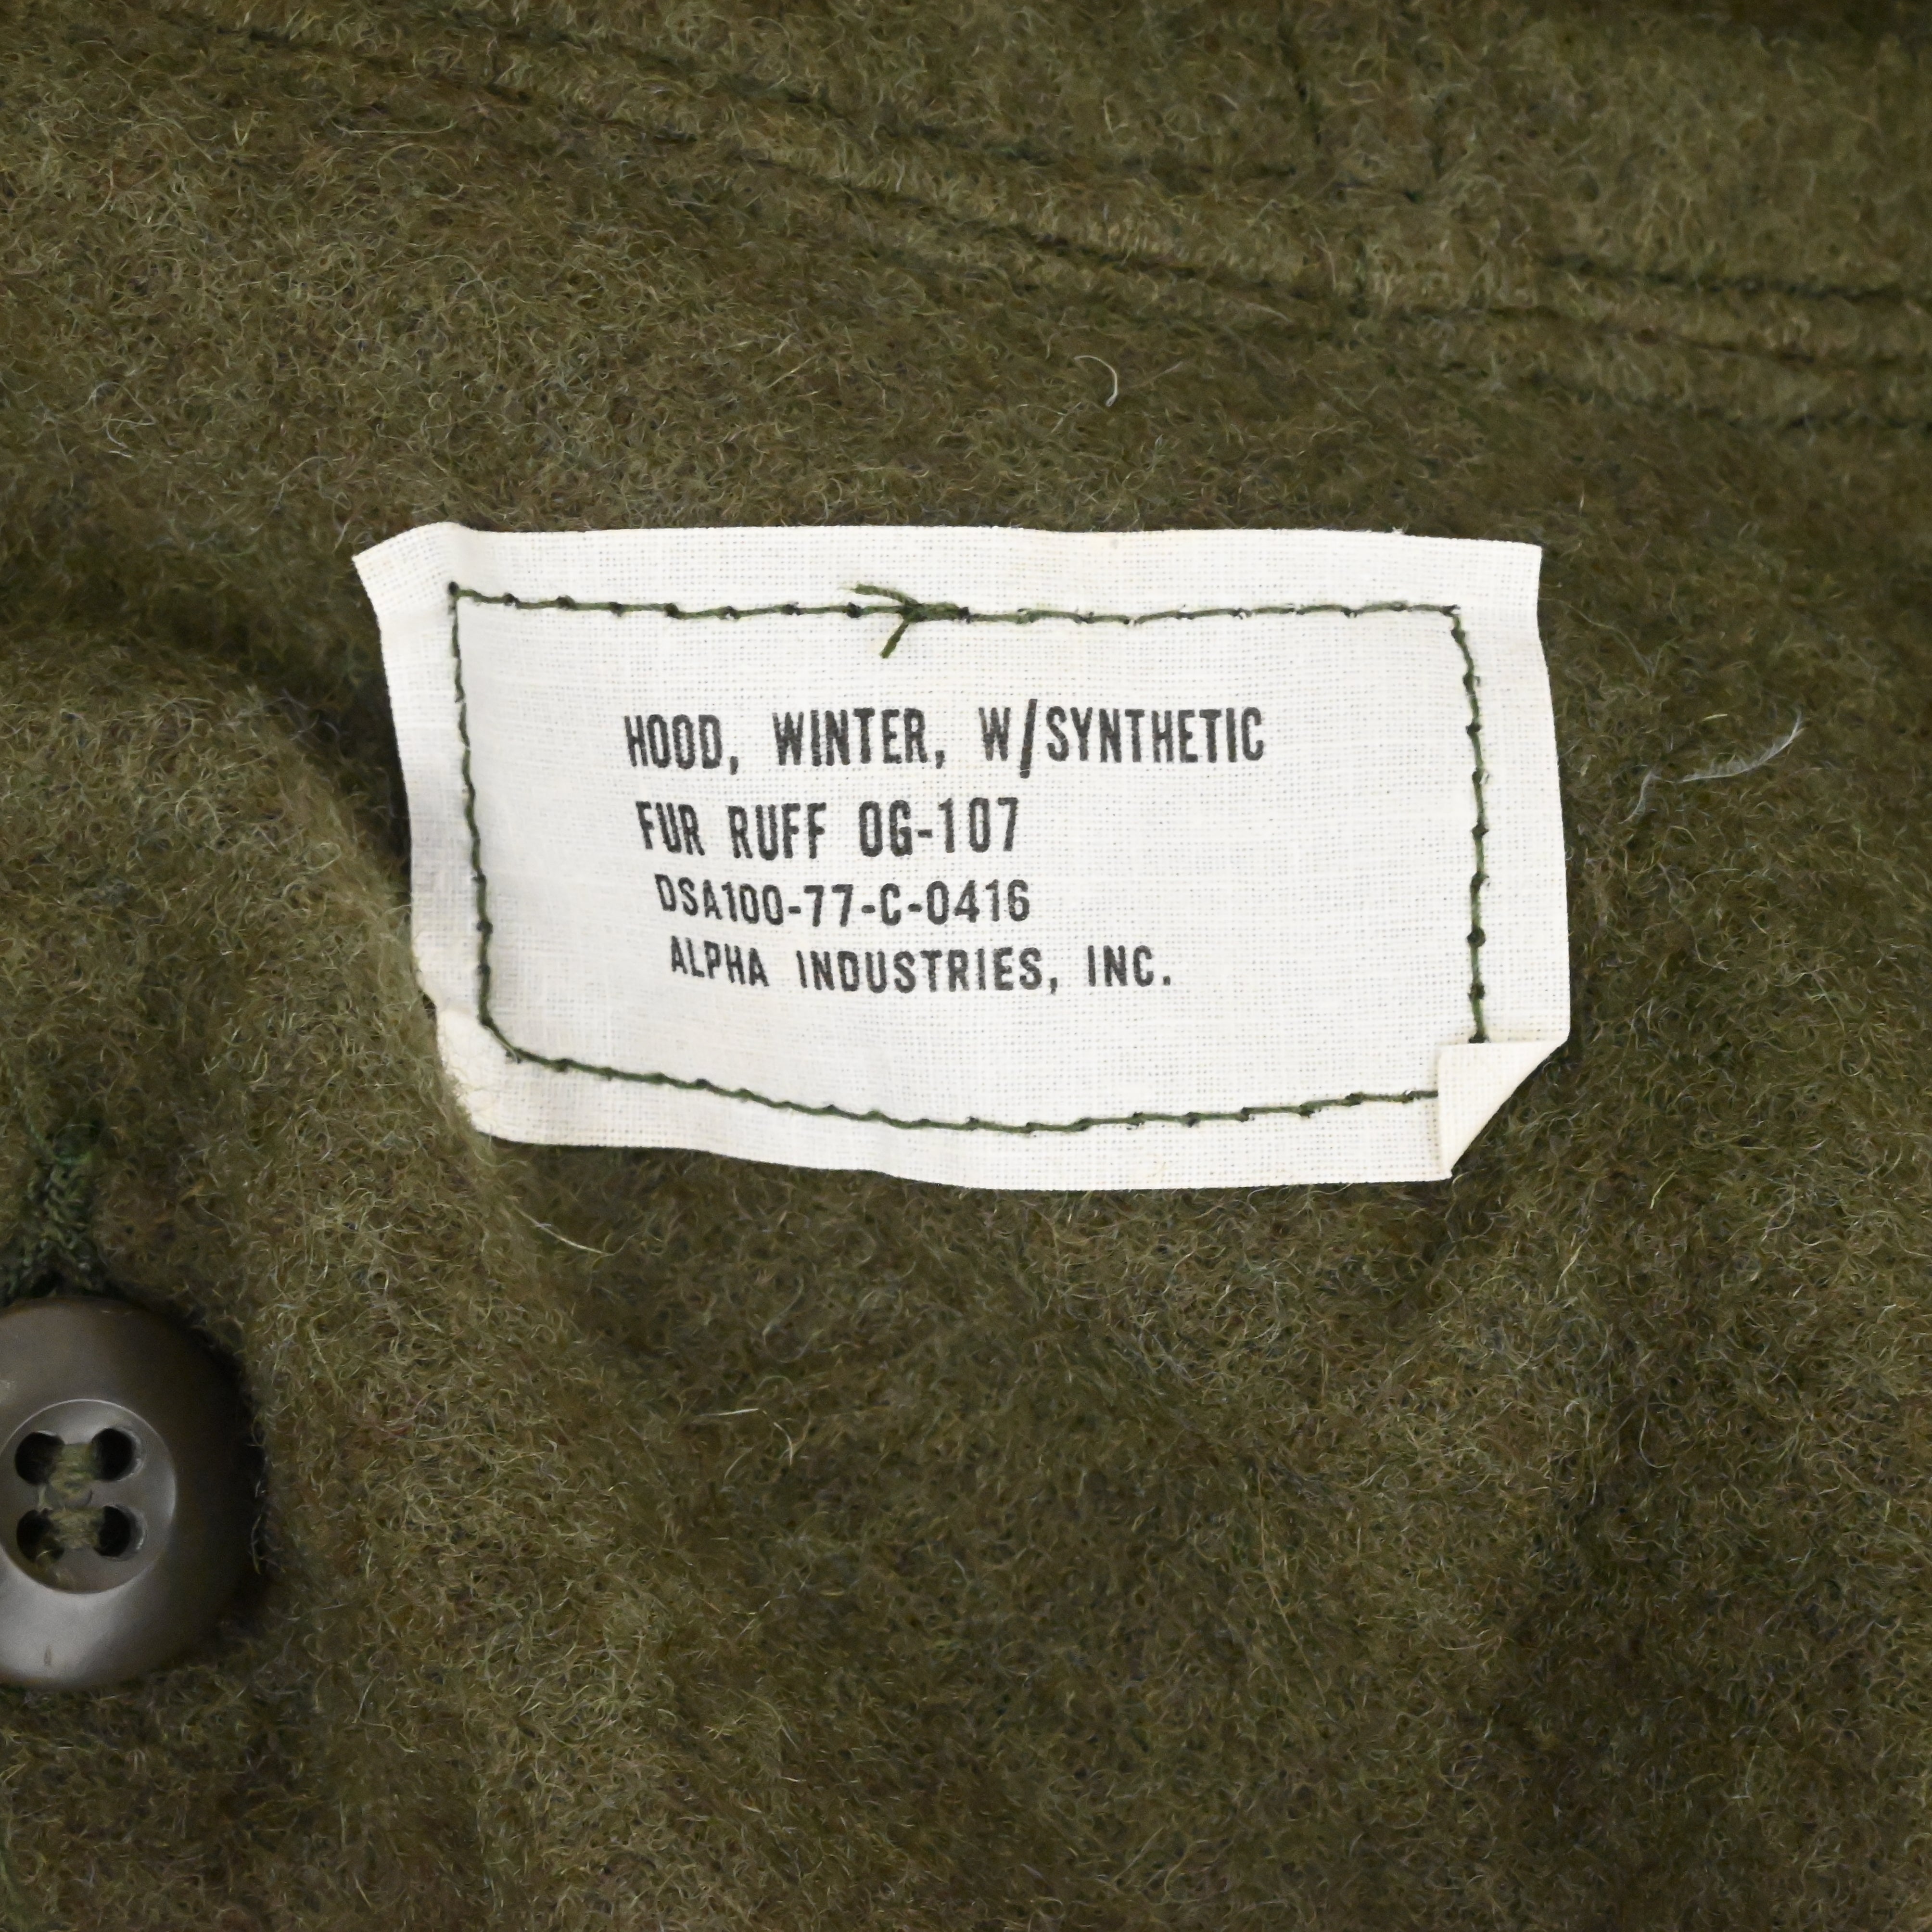 HOOD, WINTER, W/SYNTHETIC
FUR RUFF OG-107
DSA100-77-C-0416
ALPHA INDUSTRIES, INC.